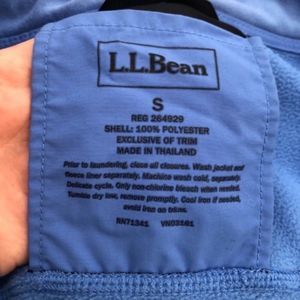 L.L.Bean
S
REG 264929
SHELL: 100% POLYESTER
EXCLUSIVE OF TRIM
MADE IN THAILAND
Prior to laundering, close all closures. Wash jacket and
fleece liner separately. Machine wash cold, separately
Delicate cycle. Only non-chlorine bleach when needed.
Tumble dry low, remove promptly. Cool iron if needed,
avoid iron on trims.
RN71341 VN03101